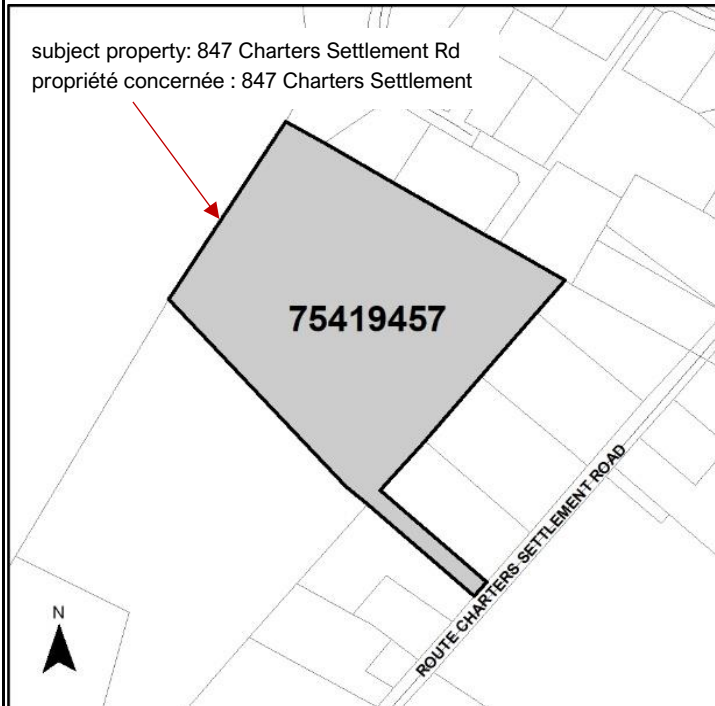 subject property: 847 Charters Settlement Rd
propriété concernée : 847 Charters Settlement
75419457
ROUTE CHARTERS SETTLEMENT ROAD
N